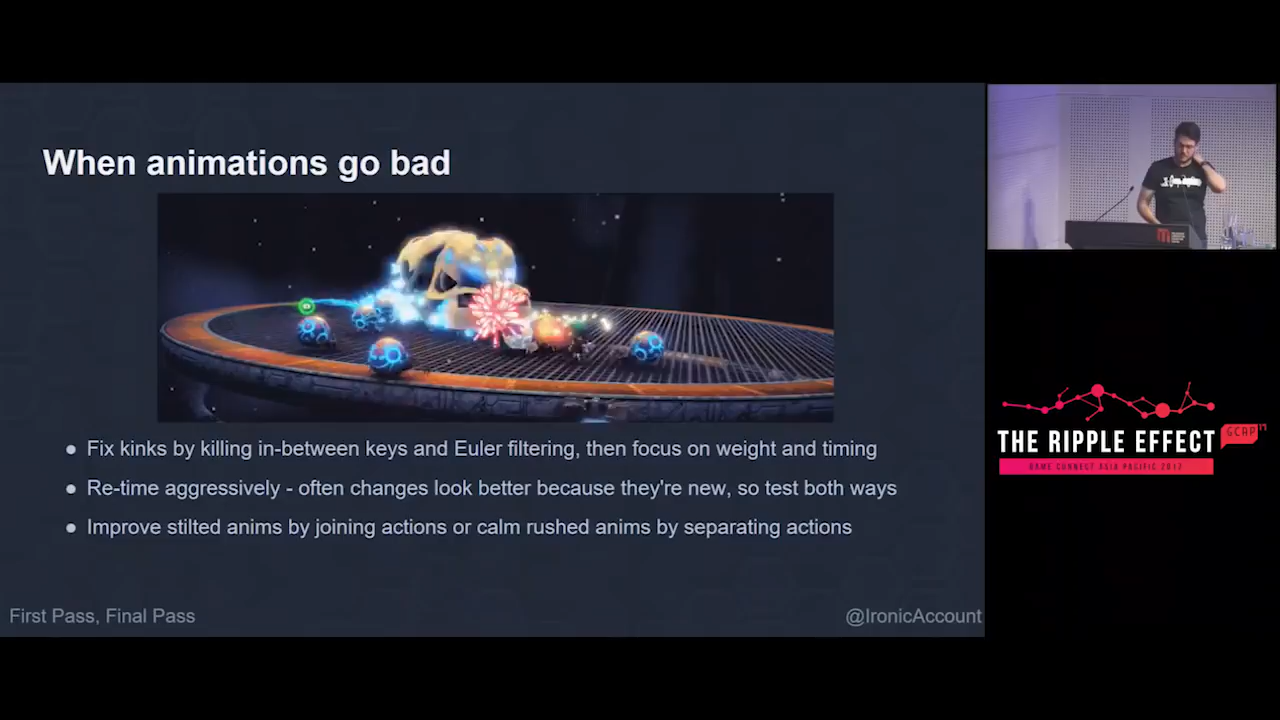 When animations go bad
● Fix kinks by killing in-between keys and Euler filtering, then focus on weight and timing
● Re-time aggressively - often changes look better because they're new, so test both ways
● Improve stilted anims by joining actions or calm rushed anims by separating actions
First Pass, Final Pass
@IronicAccount
THE RIPPLE EFFECT
GCAP17
GAME CONNECT ASIA PACIFIC 2017